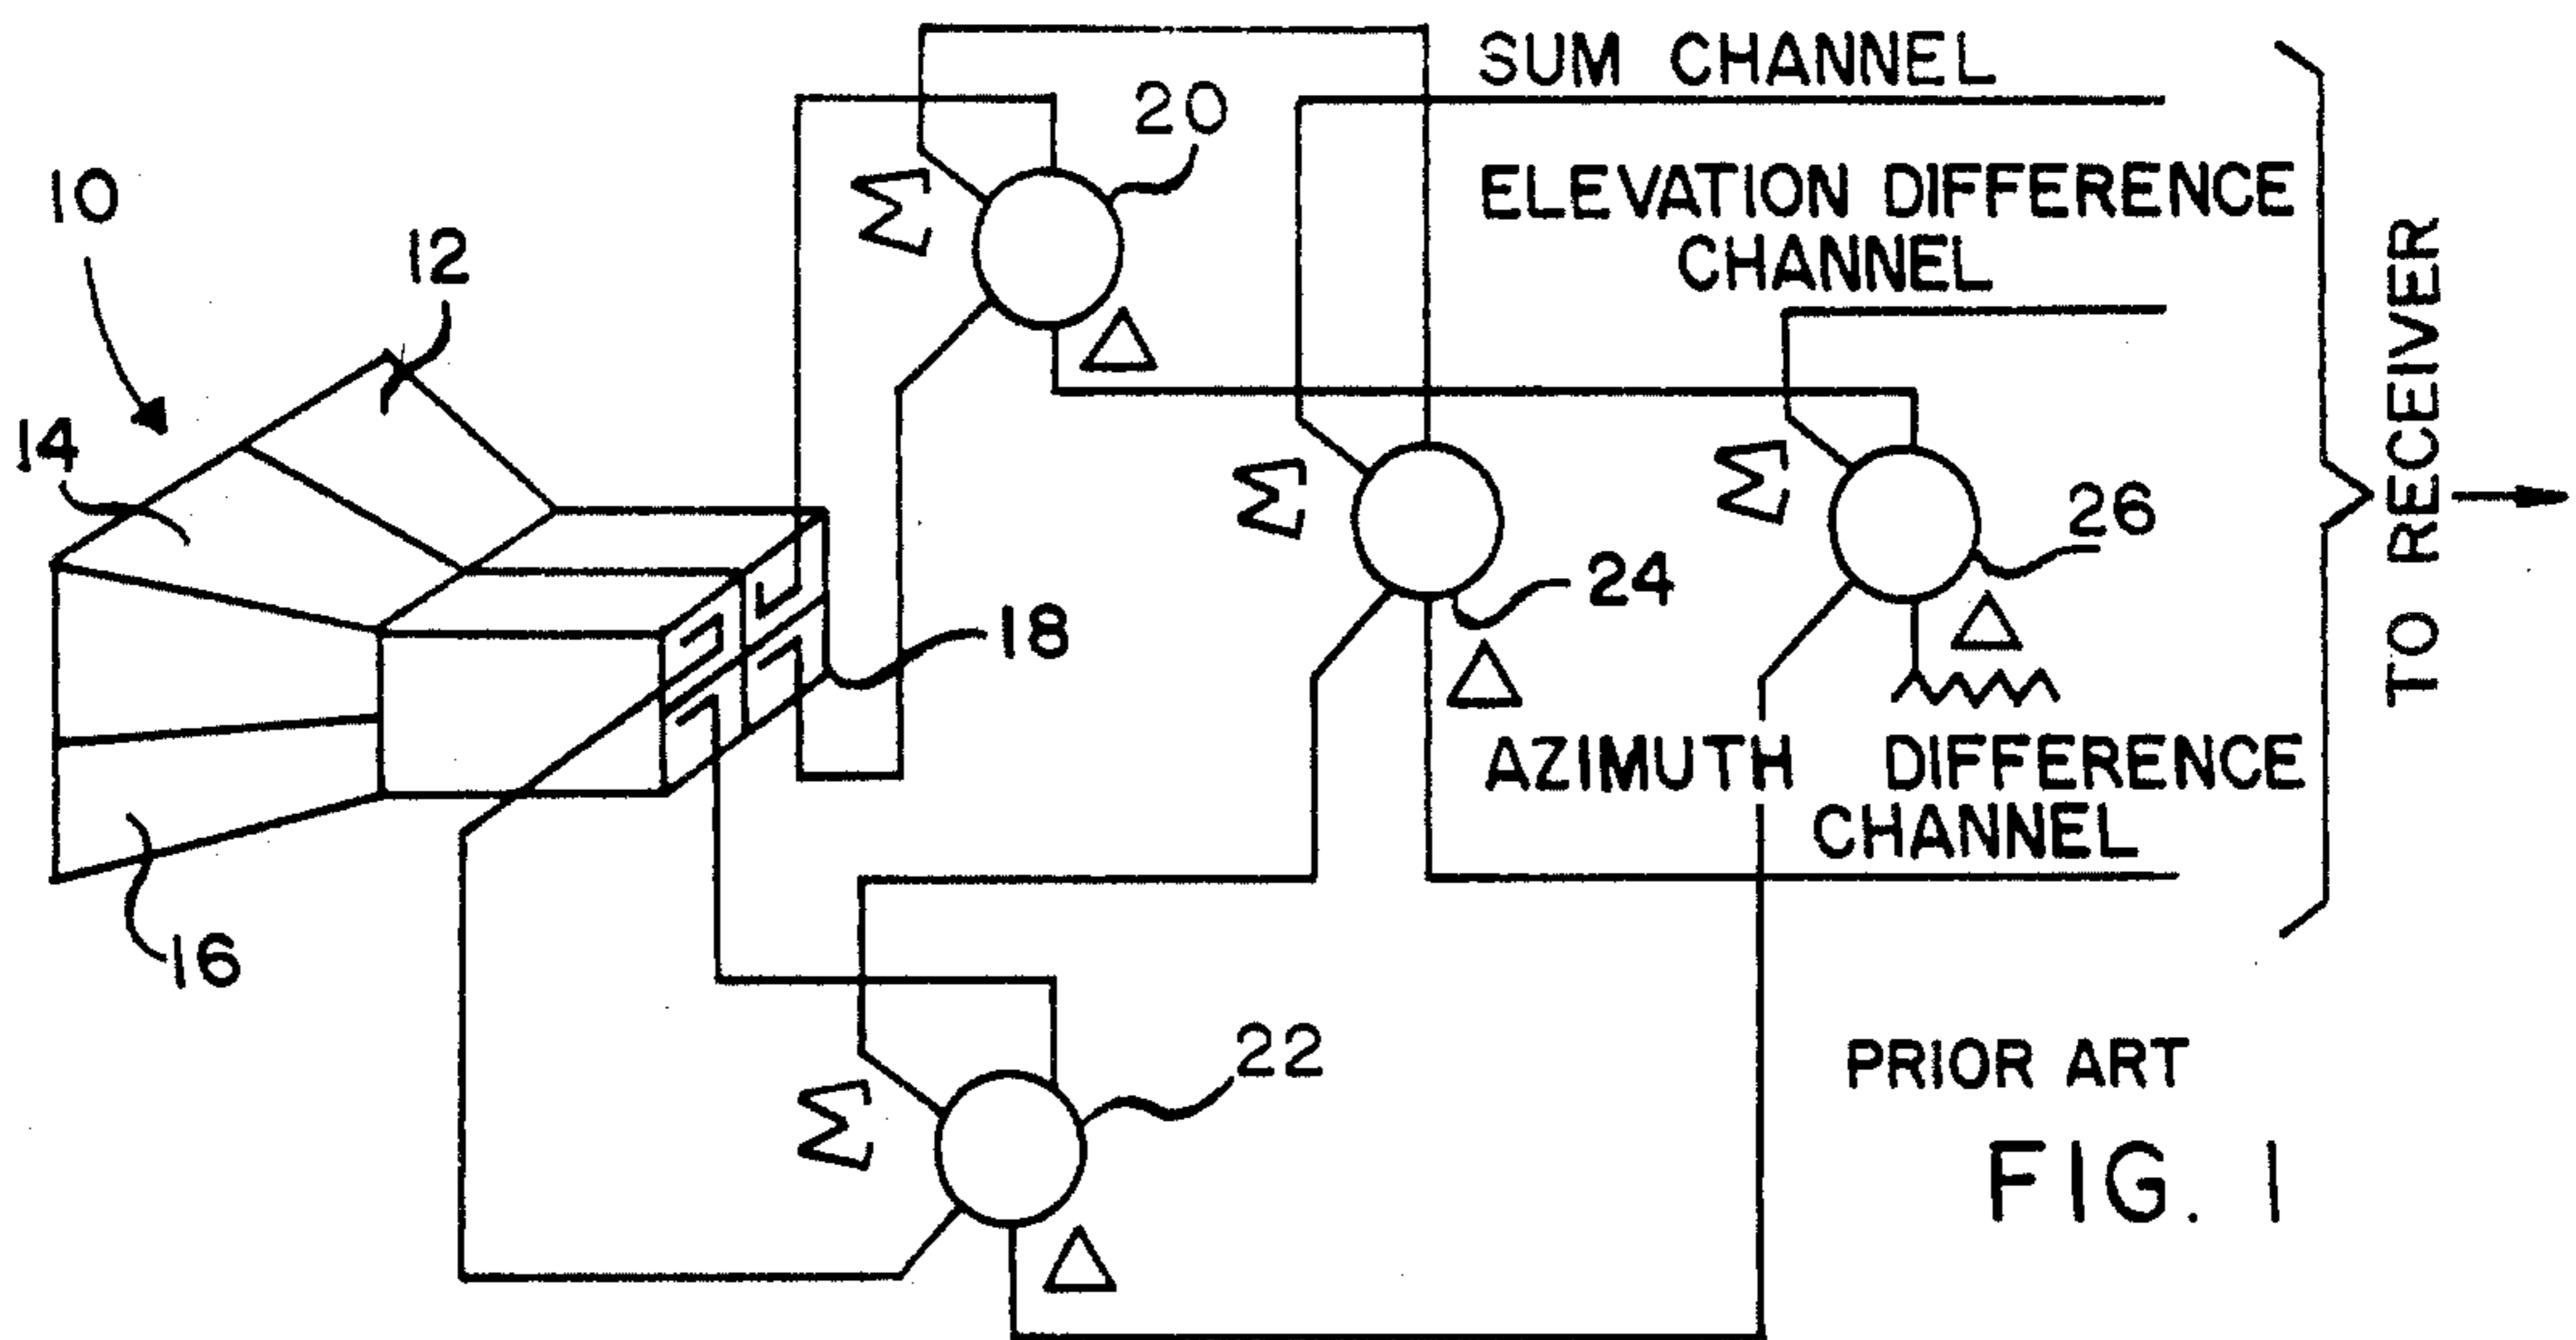 SUM CHANNEL
20
ELEVATION DIFFERENCE
CHANNEL
10
Σ
12
Δ
14
Σ
Σ
26
24
TO RECEIVER
18
Δ
Δ
AZIMUTH DIFFERENCE
CHANNEL
16
22
PRIOR ART
Σ
FIG. 1
Δ